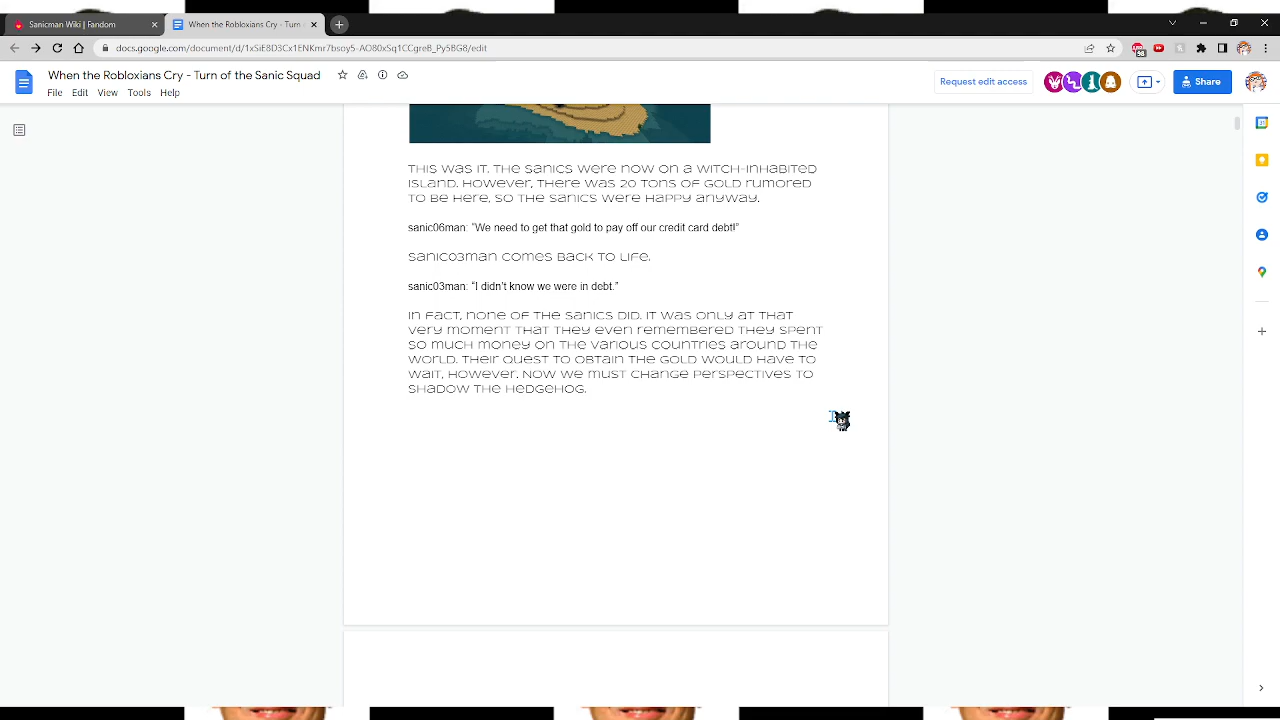 Sanicman Wiki | Fandom
When the Robloxians Cry - Turn
docs.google.com/document/d/1xSiE8D3Cx1ENKmr7bsoy5-AO80xSq1CCgreB_Py5BG8/edit
When the Robloxians Cry - Turn of the Sanic Squad
File Edit View Tools Help
Request edit access
Share
This was it. The sanics were now on a witch-inhabited
island. However, there was 20 tons of gold rumored
to be here, so the sanics were happy anyway.
sanic06man: "We need to get that gold to pay off our credit card debt!"
sanic03man comes back to life.
sanic03man: "I didn't know we were in debt."
In fact, none of the sanics did. It was only at that
very moment that they even remembered they spent
so much money on the various countries around the
world. Their quest to obtain the gold would have to
wait, however. Now we must change perspectives to
Shadow the Hedgehog.